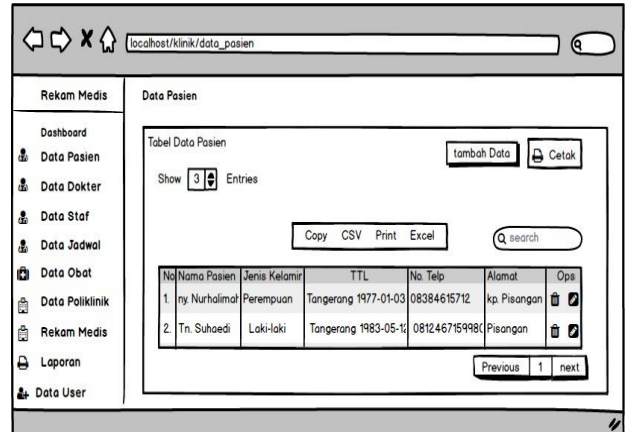 localhost/klinik/data_pasien
Rekam Medis
Dashboard
Data Pasien
Data Dokter
Data Staf
Data Jadwal
Data Obat
Data Poliklinik
Rekam Medis
Laporan
Data User
Data Pasien
Tabel Data Pasien
tambah Data
Cetak
Show 3 Entries
Copy CSV Print Excel
search
No Nama Pasien Jenis Kelamin TTL No. Telp Alamat Ops
1. ny. Nurhalimah Perempuan Tangerang 1977-01-03 08384615712 kp. Pisangan
2. Tn. Suhaedi Laki-laki Tangerang 1983-05-12 Pisangan
Previous 1 next